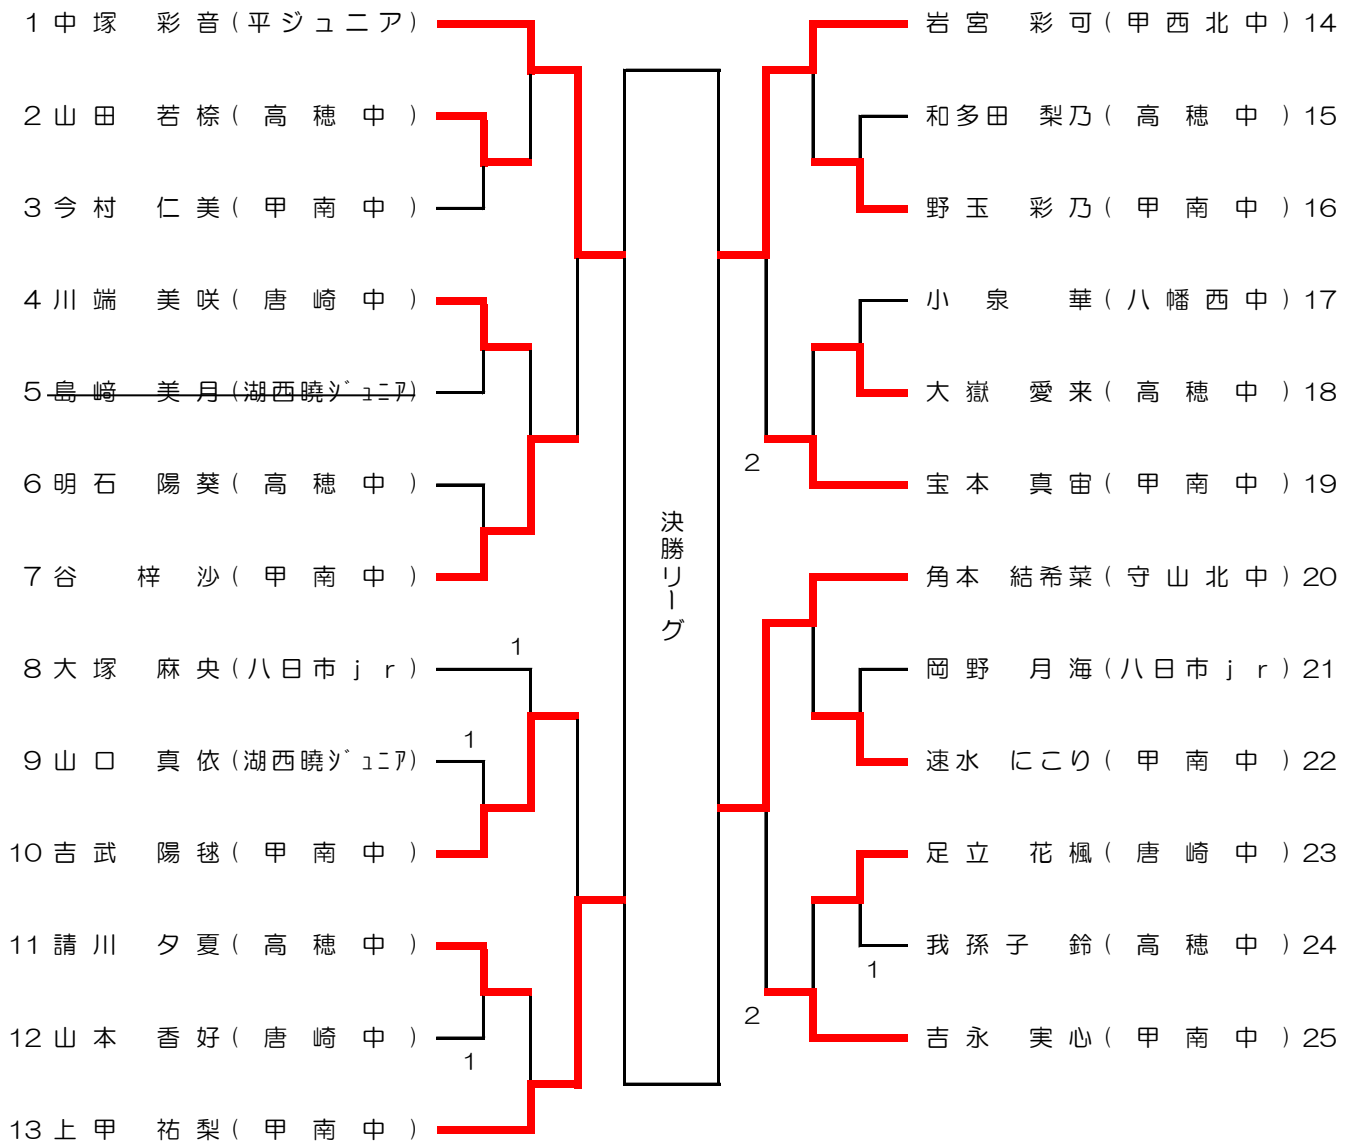 1 中塚 彩音(平ジュニア)
2 山田 若榇(高穂中)
3 今村 仁美(甲南中)
4 川端 美咲(唐崎中)
5 島﨑 美月(湖西曉ｼﾞｭﾆｱ)
6 明石 陽葵(高穂中)
7 谷 梓沙(甲南中)
8 大塚 麻央(八日市jr)
1
9 山口 真依(湖西曉ｼﾞｭﾆｱ)
1
10 吉武 陽毬(甲南中)
11 請川 夕夏(高穂中)
12 山本 香好(唐崎中)
1
13 上甲 祐梨(甲南中)
決勝リーグ
岩宮 彩可(甲西北中) 14
和多田 梨乃(高穂中) 15
野玉 彩乃(甲南中) 16
小泉 華(八幡西中) 17
大嶽 愛来(高穂中) 18
2
宝本 真宙(甲南中) 19
角本 結希菜(守山北中) 20
岡野 月海(八日市jr) 21
速水 にこり(甲南中) 22
足立 花楓(唐崎中) 23
我孫子 鈴(高穂中) 24
1
2
吉永 実心(甲南中) 25